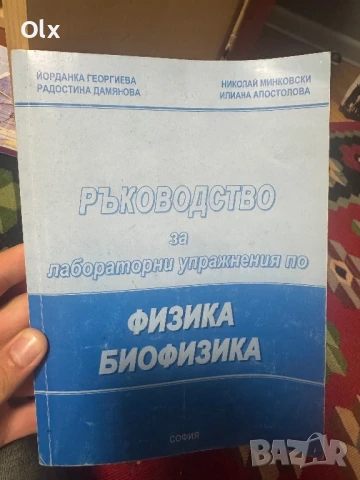 Olx
ЙОРДАНКА ГЕОРГИЕВА
РАДОСТИНА ДАМЯНОВА
НИКОЛАЙ МИНКОВСКИ
ИЛИАНА АПОСТОЛОВА
РЪКОВОДСТВО
за
лабораторни упражнения по
ФИЗИКА
БИОФИЗИКА
СОФИЯ
BAZAR